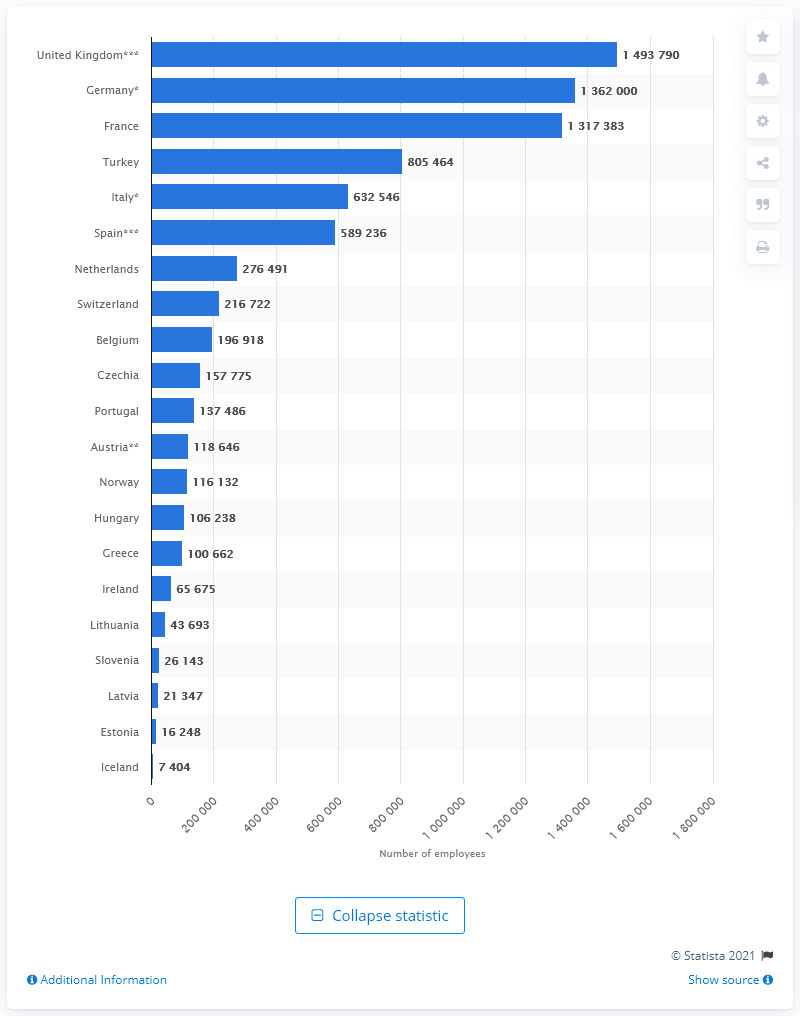 United Kingdom*** 1 493 790
Germany* 1 362 000
France 1 317 383
Turkey 805 464
Italy* 632 546
Spain*** 589 236
Netherlands 276 491
Switzerland 216 722
Belgium 196 918
Czechia 157 775
Portugal 137 486
Austria** 118 646
Norway 116 132
Hungary 106 238
Greece 100 662
Ireland 65 675
Lithuania 43 693
Slovenia 26 143
Latvia 21 347
Estonia 16 248
Iceland 7 404
0 200 000 400 000 600 000 800 000 1 000 000 1 200 000 1 400 000 1 600 000 1 800 000
Number of employees
Collapse statistic
© Statista 2021
Additional Information Show source